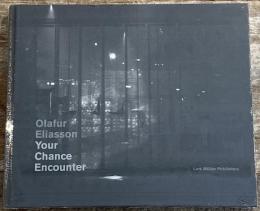 Olafur
Eliasson
Your
Chance
Encounter
Lars Müller Publishers